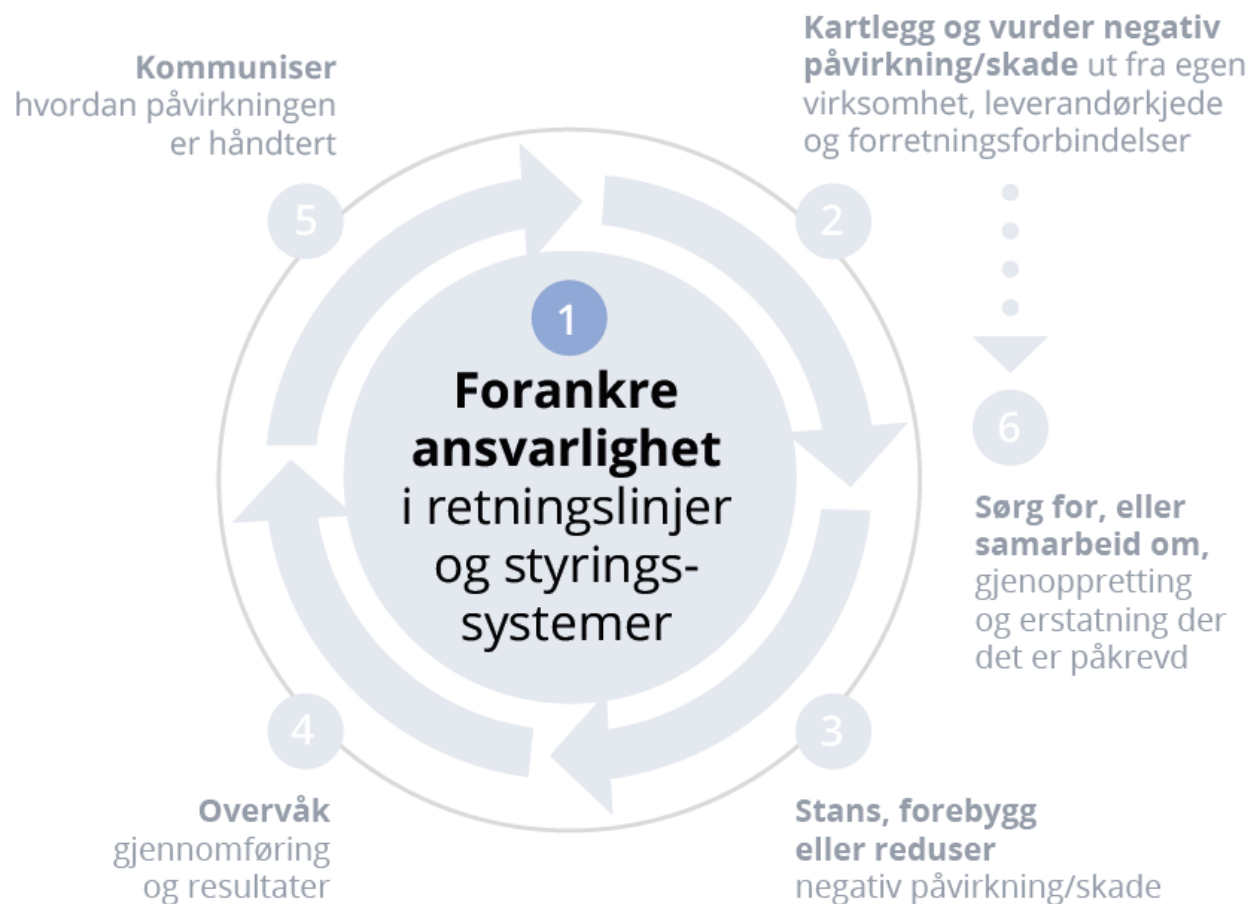 Kommuniser
hvordan påvirkningen
er håndtert
5
Kartlegg og vurder negativ
påvirkning/skade ut fra egen
virksomhet, leverandørkjede
og forretningsforbindelser
2
1
Forankre
ansvarlighet
i retningslinjer
og styrings-
systemer
6
Sørg for, eller
samarbeid om,
gjenoppretting
og erstatning der
det er påkrevd
4
Overvåk
gjennomføring
og resultater
3
Stans, forebygg
eller reduser
negativ påvirkning/skade